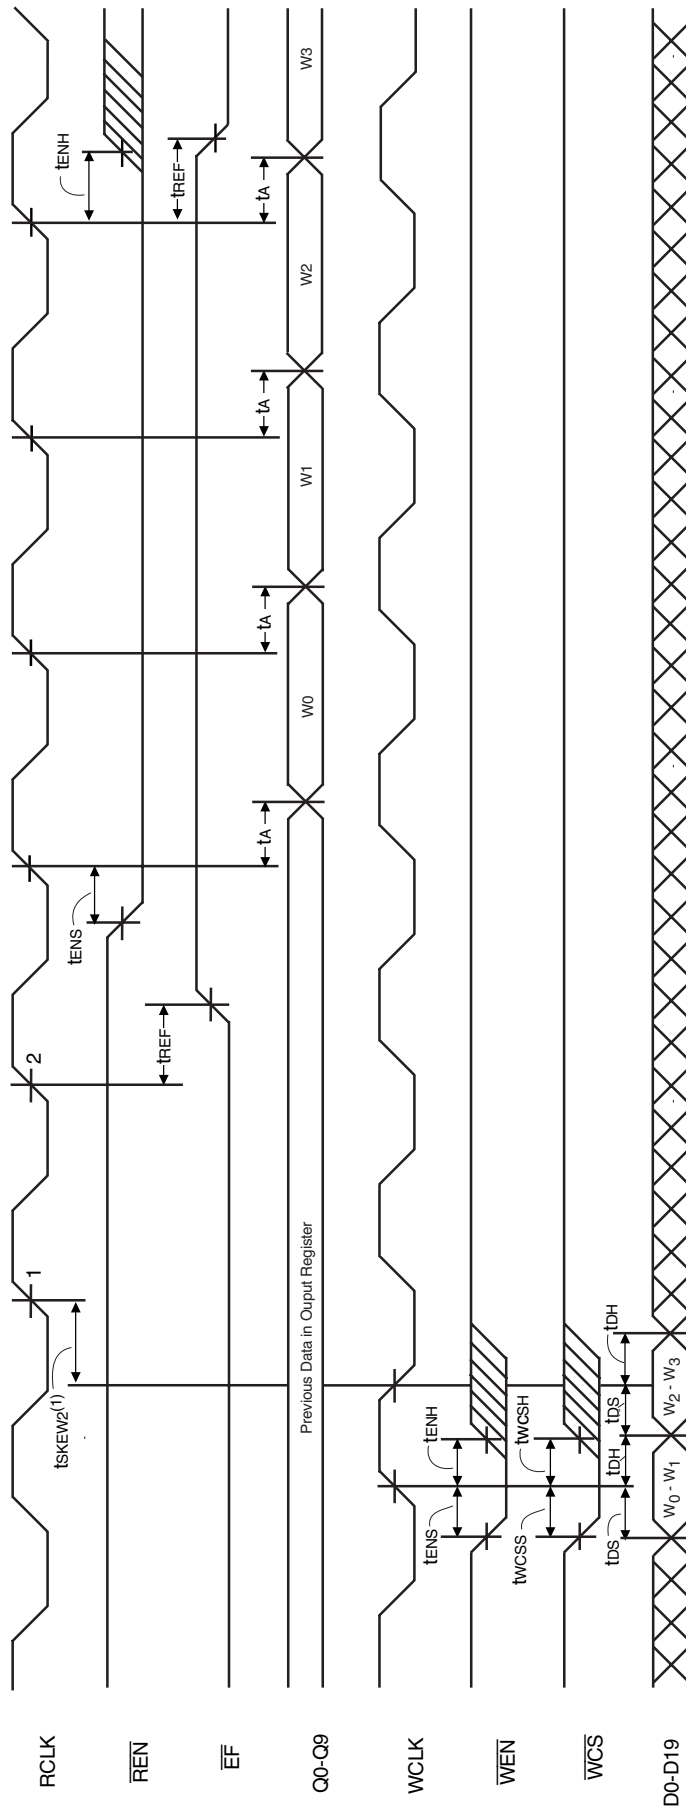 RCLK
tSKEW2(1)
1
2
REN
tENS
tENH
EF
tREF
tREF
Q0-Q9
Previous Data in Ouput Register
tA
W0
tA
W1
tA
W2
tA
W3
WCLK
WEN
tENS
tENH
WCS
tWCSS
tWCSH
D0-D19
tDS
tDH
tDS
tDH
W0 - W1
W2 - W3